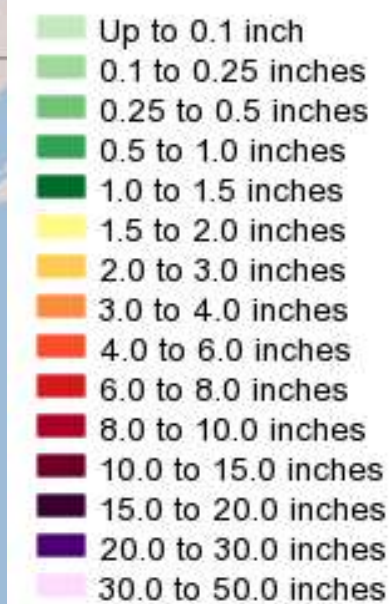 Up to 0.1 inch
0.1 to 0.25 inches
0.25 to 0.5 inches
0.5 to 1.0 inches
1.0 to 1.5 inches
1.5 to 2.0 inches
2.0 to 3.0 inches
3.0 to 4.0 inches
4.0 to 6.0 inches
6.0 to 8.0 inches
8.0 to 10.0 inches
10.0 to 15.0 inches
15.0 to 20.0 inches
20.0 to 30.0 inches
30.0 to 50.0 inches